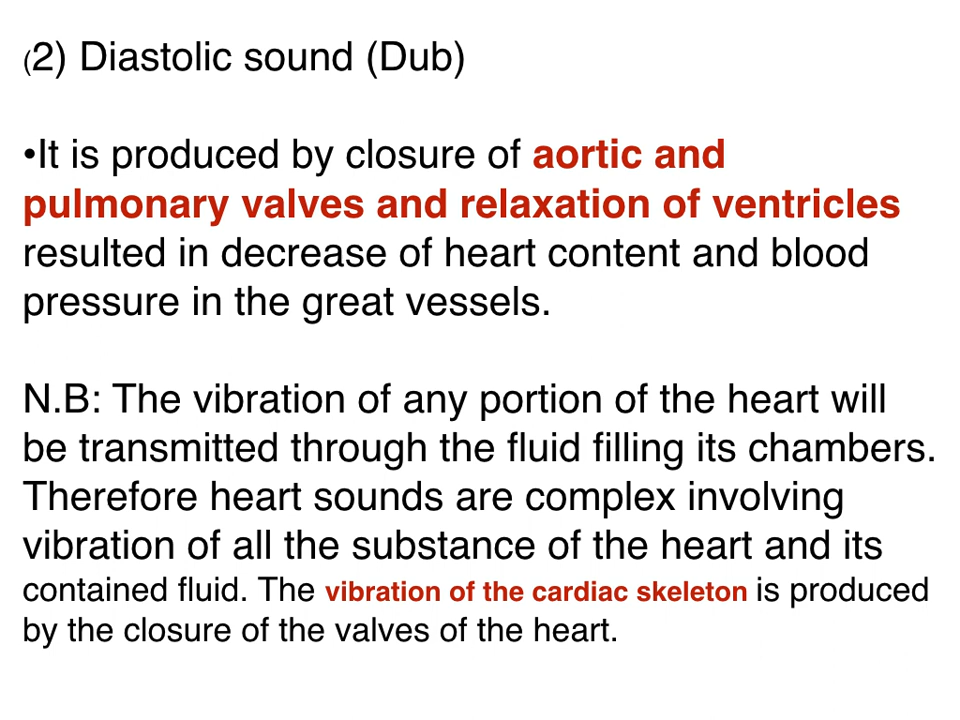 (2) Diastolic sound (Dub)
•It is produced by closure of aortic and
pulmonary valves and relaxation of ventricles
resulted in decrease of heart content and blood
pressure in the great vessels.
N.B: The vibration of any portion of the heart will
be transmitted through the fluid filling its chambers.
Therefore heart sounds are complex involving
vibration of all the substance of the heart and its
contained fluid. The vibration of the cardiac skeleton is produced
by the closure of the valves of the heart.